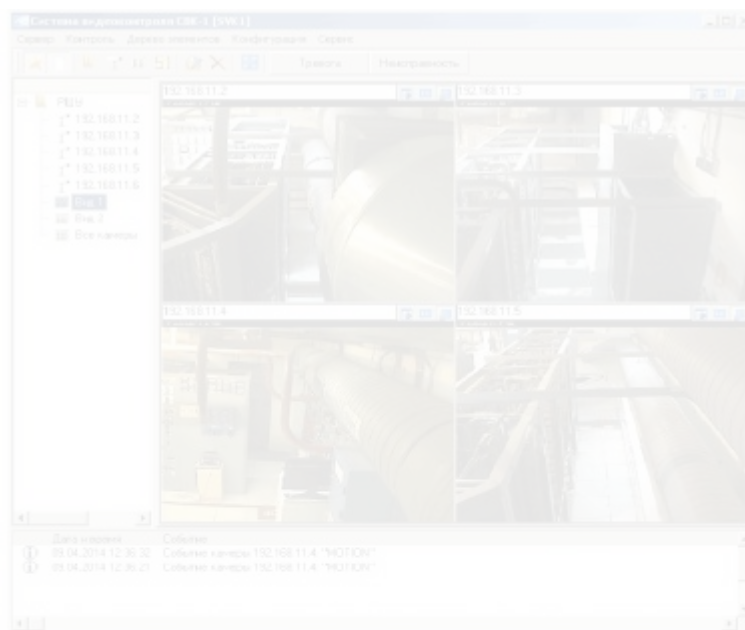 Система видеоконтроля СВК-1 [SVK1]
Сервер Контроль Дерево элементов Конфигурация Сервис
Тревога Неисправность
192.168.11.2
192.168.11.3
192.168.11.2
192.168.11.3
192.168.11.4
192.168.11.5
192.168.11.6
Вид 1
Вид 2
Все камеры
192.168.11.4
192.168.11.5
Дата и время Событие
09.04.2014 12:36:32 Событие камеры 192.168.11.4: "MOTION"
09.04.2014 12:36:21 Событие камеры 192.168.11.4: "MOTION"